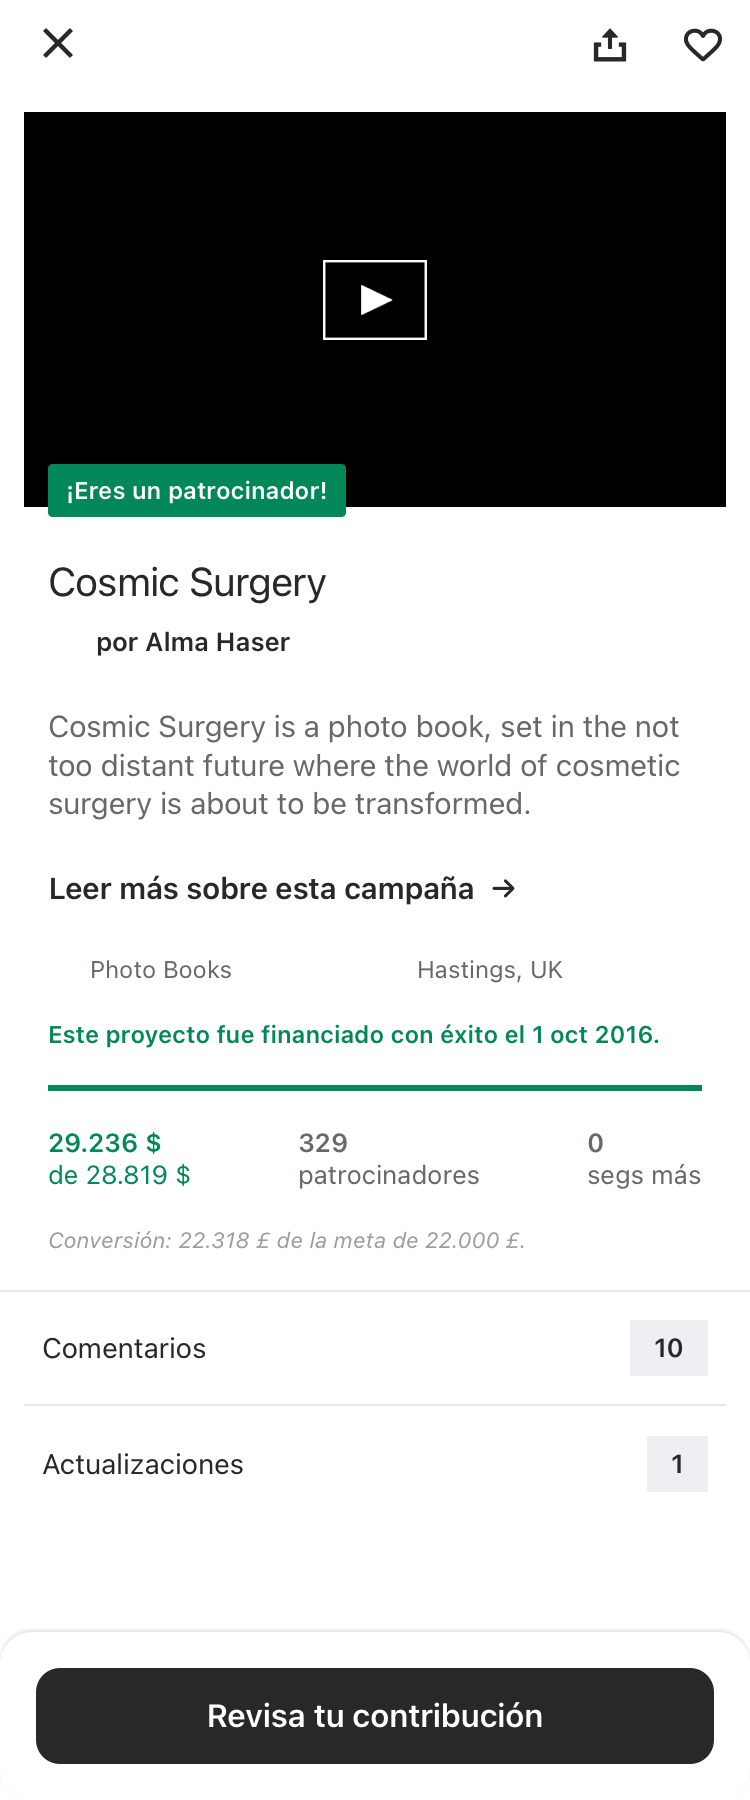 ¡Eres un patrocinador!
Cosmic Surgery
por Alma Haser
Cosmic Surgery is a photo book, set in the not
too distant future where the world of cosmetic
surgery is about to be transformed.
Leer más sobre esta campaña →
Photo Books
Hastings, UK
Este proyecto fue financiado con éxito el 1 oct 2016.
29.236 $
de 28.819 $
329
patrocinadores
0
segs más
Conversión: 22.318 £ de la meta de 22.000 £.
Comentarios
10
Actualizaciones
1
Revisa tu contribución